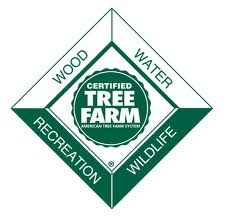 WOOD
WATER
CERTIFIED
TREE
FARM
AMERICAN TREE FARM SYSTEM
RECREATION
WILDLIFE
®